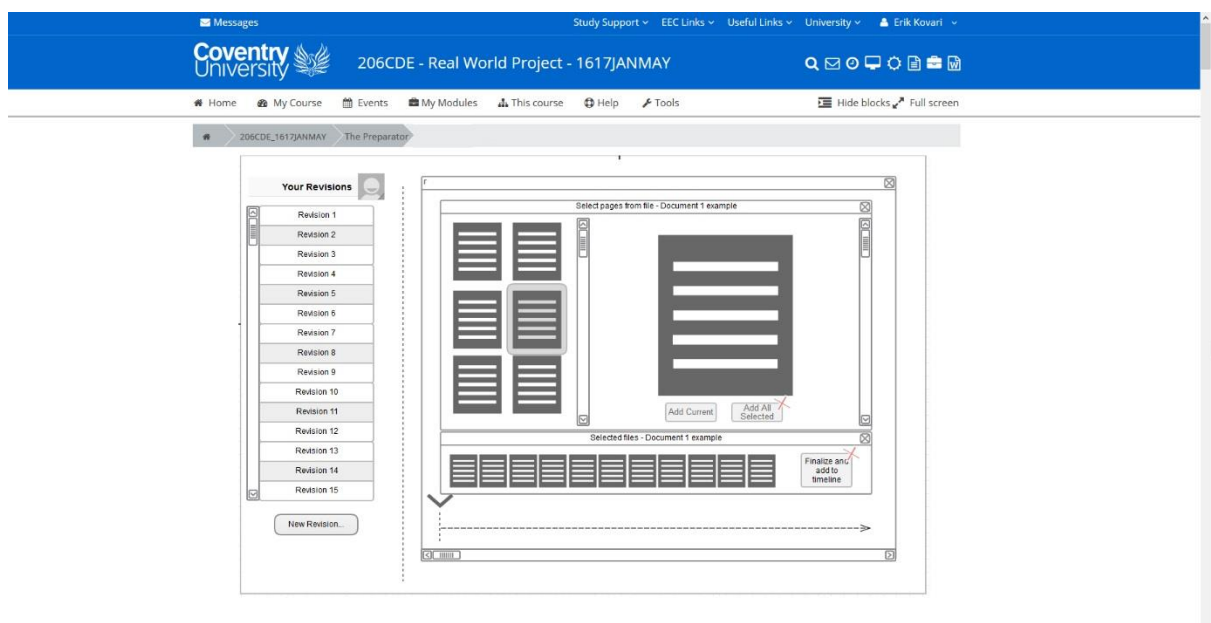 Messages
Study Support EEC Links Useful Links University Erik Kovari
Coventry University
206CDE - Real World Project - 1617JANMAY
Home My Course Events My Modules This course Help Tools Hide blocks Full screen
206CDE_1617JANMAY The Preparator
Your Revisions
Revision 1
Revision 2
Revision 3
Revision 4
Revision 5
Revision 6
Revision 7
Revision 8
Revision 9
Revision 10
Revision 11
Revision 12
Revision 13
Revision 14
Revision 15
New Revision...
r
Select pages from file - Document 1 example
Add Current
Add All
Selected
Selected files - Document 1 example
Finalize and
add to
timeline